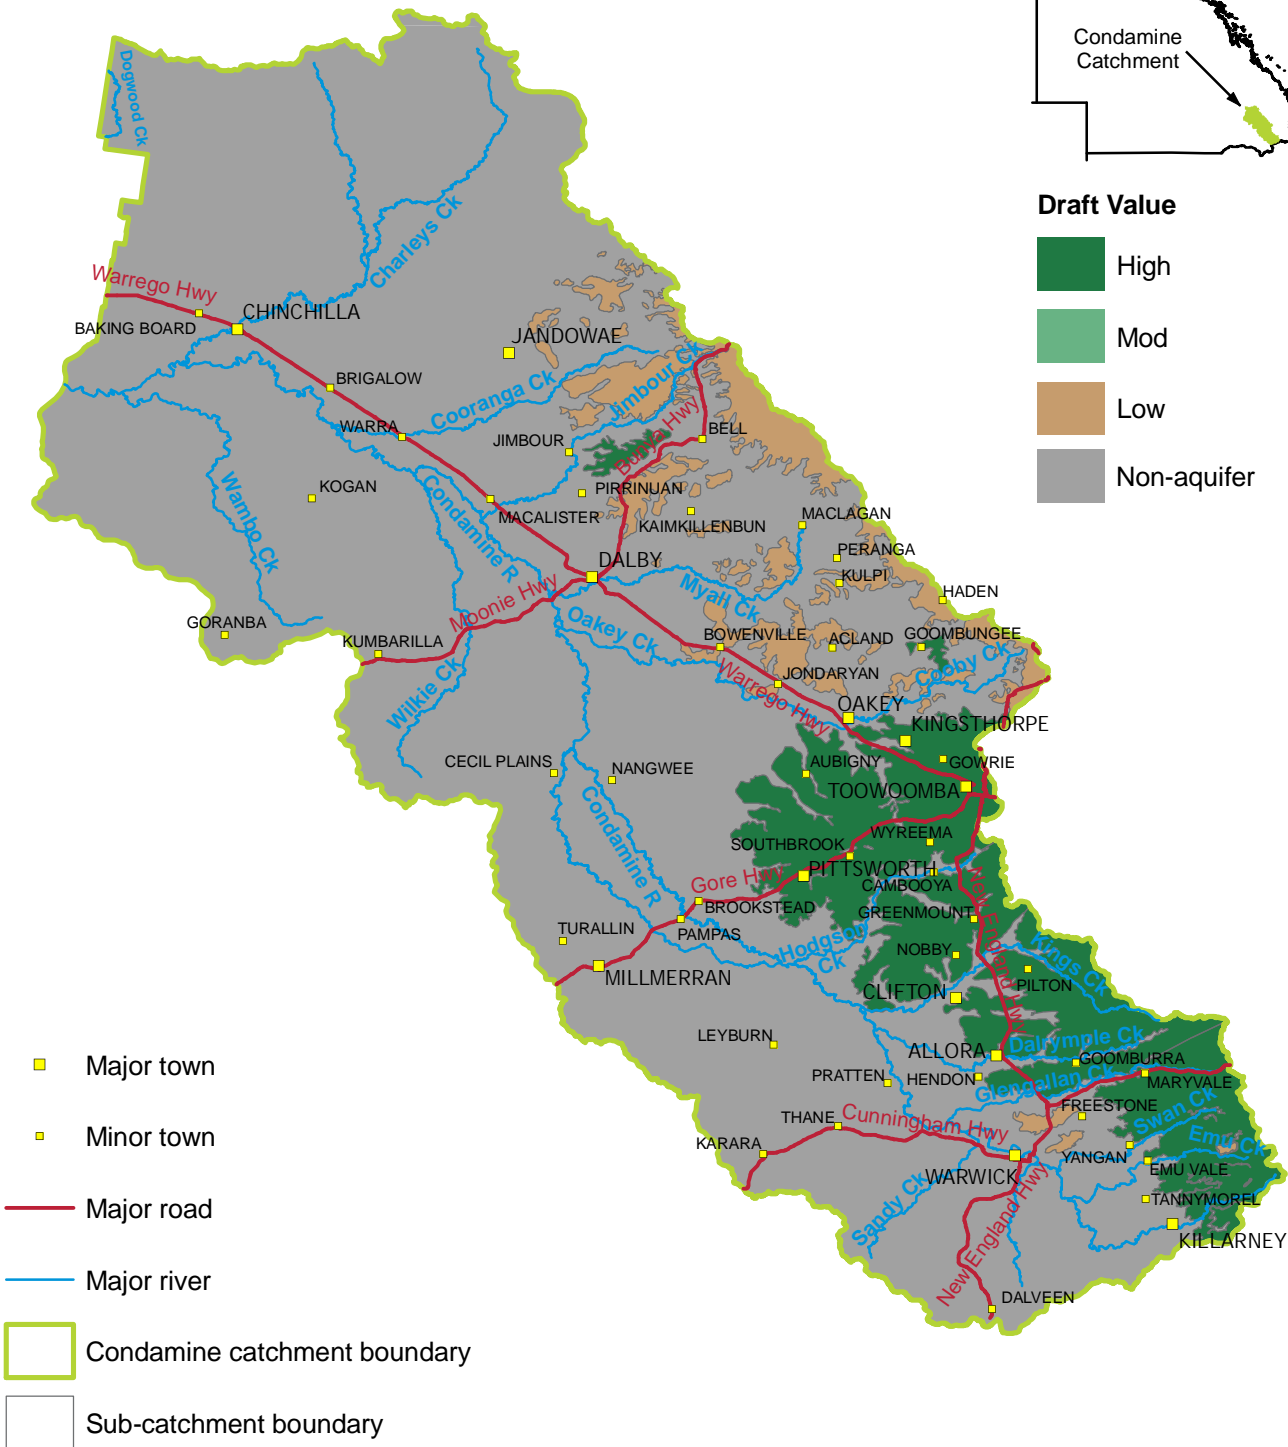 Condamine
Catchment
Draft Value
High
Mod
Low
Non-aquifer
Dogwood Ck
Charleys Ck
Warrego Hwy
CHINCHILLA
BAKING BOARD
JANDOWAE
BRIGALOW
Cooranga Ck
Jimbour Ck
WARRA
JIMBOUR
Bunya Hwy
BELL
KOGAN
Wambo Ck
Condamine R
PIRRINUAN
MACALISTER
KAIMKILLENBUN
MACLAGAN
DALBY
PERANGA
KULPI
Myall Ck
Moonie Hwy
HADEN
GORANBA
KUMBARILLA
Oakey Ck
BOWENVILLE
ACLAND
GOOMBUNGEE
Cooby Ck
Wilkie Ck
Warrego Hwy
JONDARYAN
OAKEY
KINGSTHORPE
CECIL PLAINS
NANGWEE
AUBIGNY
GOWRIE
TOOWOOMBA
Condamine R
WYREEMA
SOUTHBROOK
PITTSWORTH
Gore Hwy
CAMBOOYA
BROOKSTEAD
GREENMOUNT
New England Hwy
TURALLIN
PAMPAS
Hodgson
Ck
NOBBY
Kings Ck
MILLMERRAN
CLIFTON
PILTON
LEYBURN
ALLORA
Dalrymple Ck
GOOMBURRA
PRATTEN
HENDON
Glengallan Ck
MARYVALE
THANE
Cunningham Hwy
FREESTONE
Swan Ck
KARARA
Emu Ck
YANGAN
EMU VALE
WARWICK
Sandy Ck
TANNYMOREL
New England Hwy
KILLARNEY
DALVEEN
Major town
Minor town
Major road
Major river
Condamine catchment boundary
Sub-catchment boundary